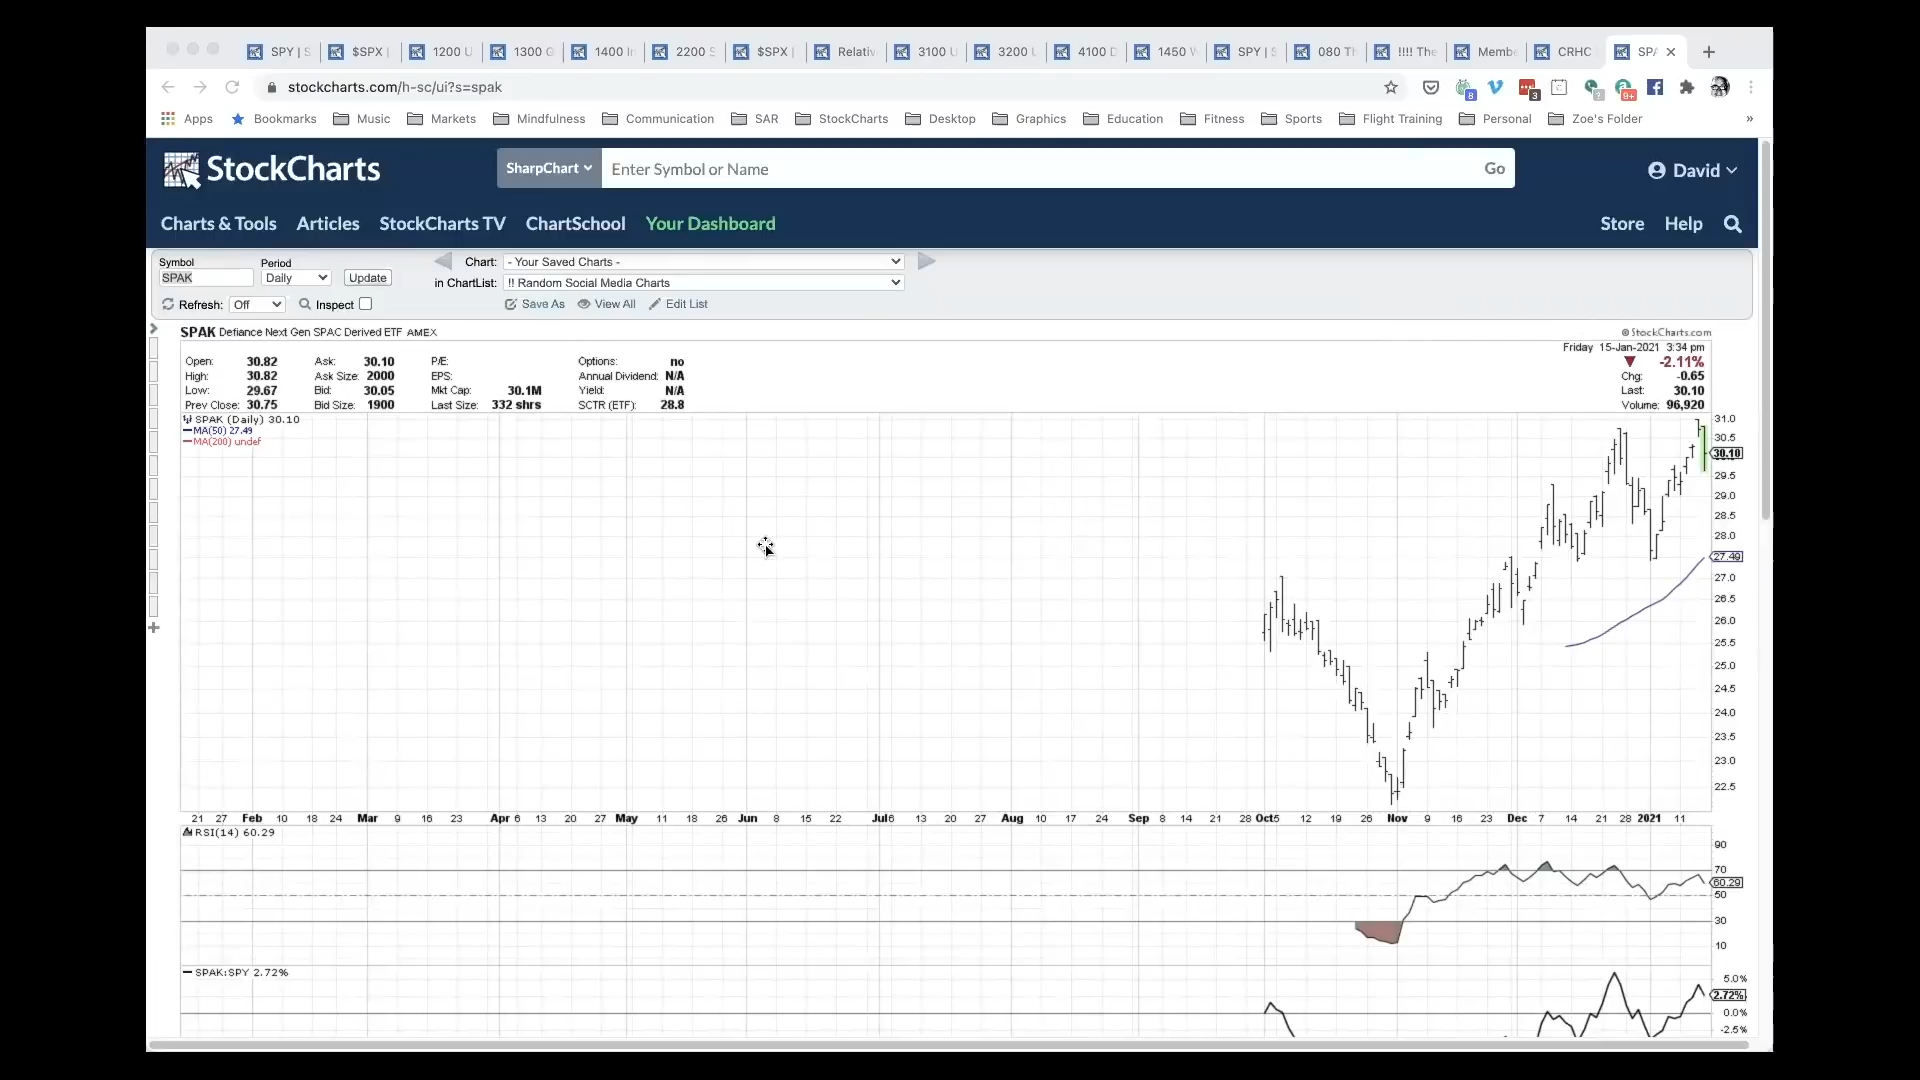 SPY | S $SPX | 1200 U 1300 G 1400 In 2200 S $SPX | Relativ 3100 U 3200 U 4100 D 1450 V SPY | S 080 Th !!!! The Membe CRHC SPA
stockcharts.com/h-sc/ui?s=spak
8 3 ? 9+
Apps Bookmarks Music Markets Mindfulness Communication SAR StockCharts Desktop Graphics Education Fitness Sports Flight Training Personal Zoe's Folder »
StockCharts SharpChart Enter Symbol or Name Go David
Charts & Tools Articles StockCharts TV ChartSchool Your Dashboard Store Help
Symbol Period Chart: - Your Saved Charts -
SPAK Daily Update in ChartList: !! Random Social Media Charts
Refresh: Off Inspect Save As View All Edit List
SPAK Defiance Next Gen SPAC Derived ETF AMEX © StockCharts.com
Friday 15-Jan-2021 3:34 pm
Open: 30.82 Ask: 30.10 P/E: Options: no -2.11%
High: 30.82 Ask Size: 2000 EPS: Annual Dividend: N/A Chg: -0.65
Low: 29.67 Bid: 30.05 Mkt Cap: 30.1M Yield: N/A Last: 30.10
Prev Close: 30.75 Bid Size: 1900 Last Size: 332 shrs SCTR (ETF): 28.8 Volume: 96,920
SPAK (Daily) 30.10
MA(50) 27.49
MA(200) undef
31.0
30.5
30.10
29.5
29.0
28.5
28.0
27.49
27.0
26.5
26.0
25.5
25.0
24.5
24.0
23.5
23.0
22.5
21 27 Feb 10 18 24 Mar 9 16 23 Apr 6 13 20 27 May 11 18 26 Jun 8 15 22 Jul6 13 20 27 Aug 10 17 24 Sep 8 14 21 28 Oct5 12 19 26 Nov 9 16 23 Dec 7 14 21 28 2021 11
RSI(14) 60.29
90
70
60.29
50
30
10
SPAK:SPY 2.72%
5.0%
2.72%
0.0%
-2.5%